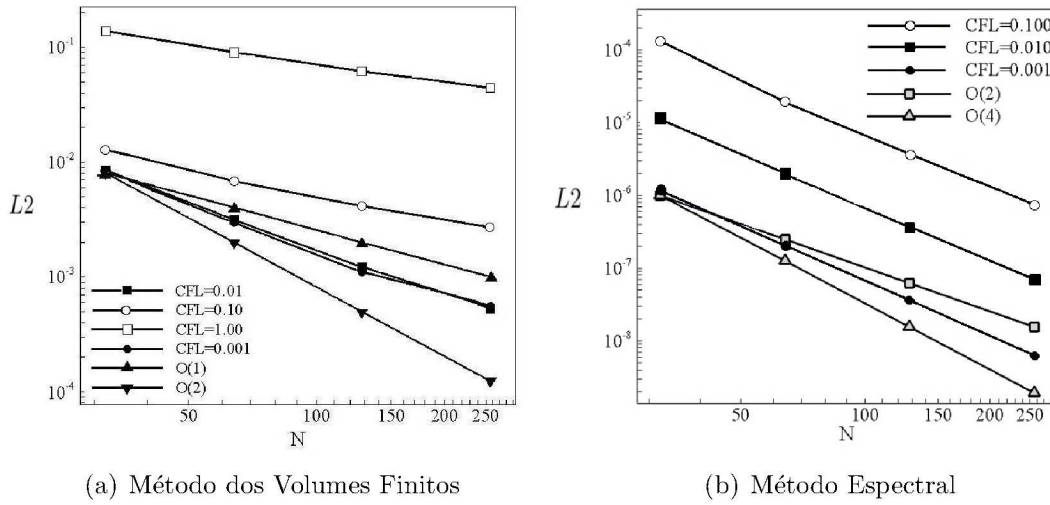 10⁻¹
10⁻²
10⁻³
10⁻⁴
L2
CFL=0.01
CFL=0.10
CFL=1.00
CFL=0.001
O(1)
O(2)
50 100 150 200 250
N
(a) Método dos Volumes Finitos
10⁻⁴
10⁻⁵
10⁻⁶
10⁻⁷
10⁻⁸
L2
CFL=0.100
CFL=0.010
CFL=0.001
O(2)
O(4)
50 100 150 200 250
N
(b) Método Espectral